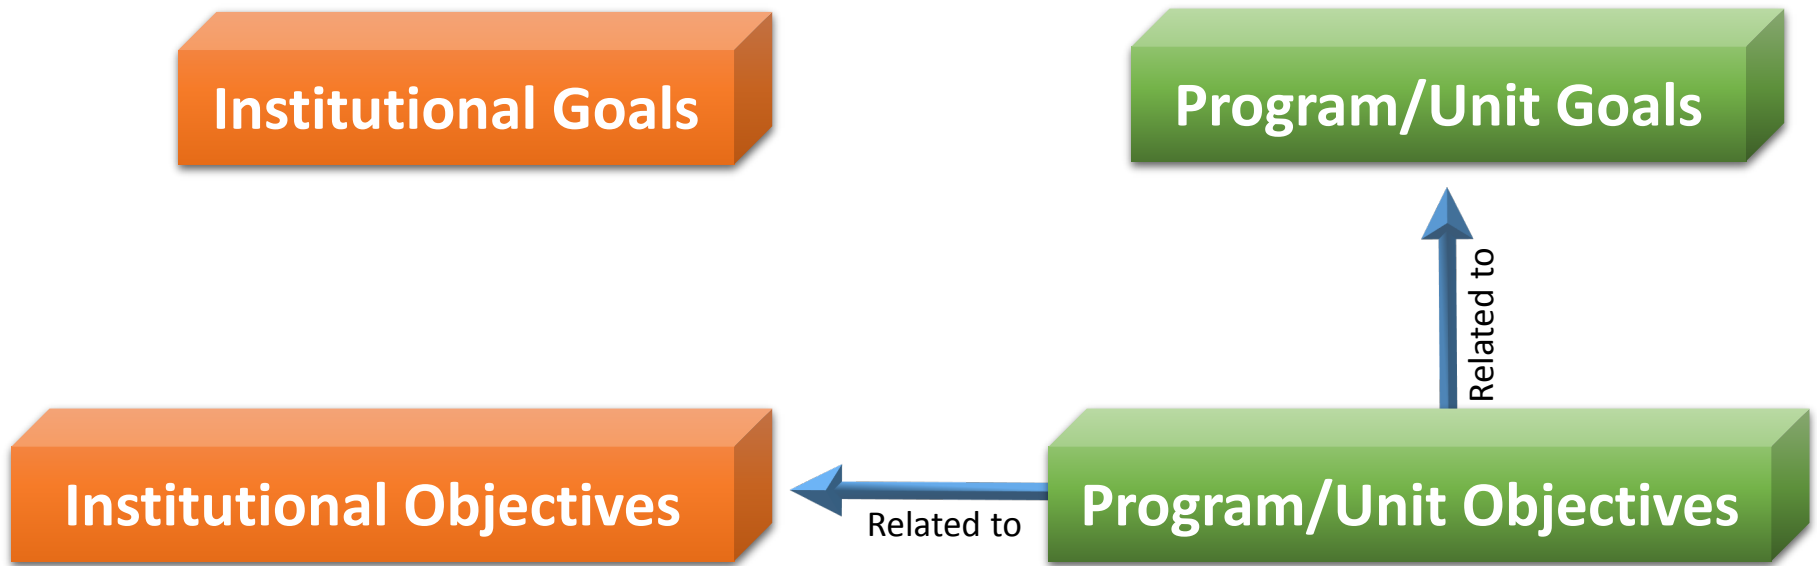 Institutional Goals
Program/Unit Goals
Related to
Institutional Objectives
Related to
Program/Unit Objectives